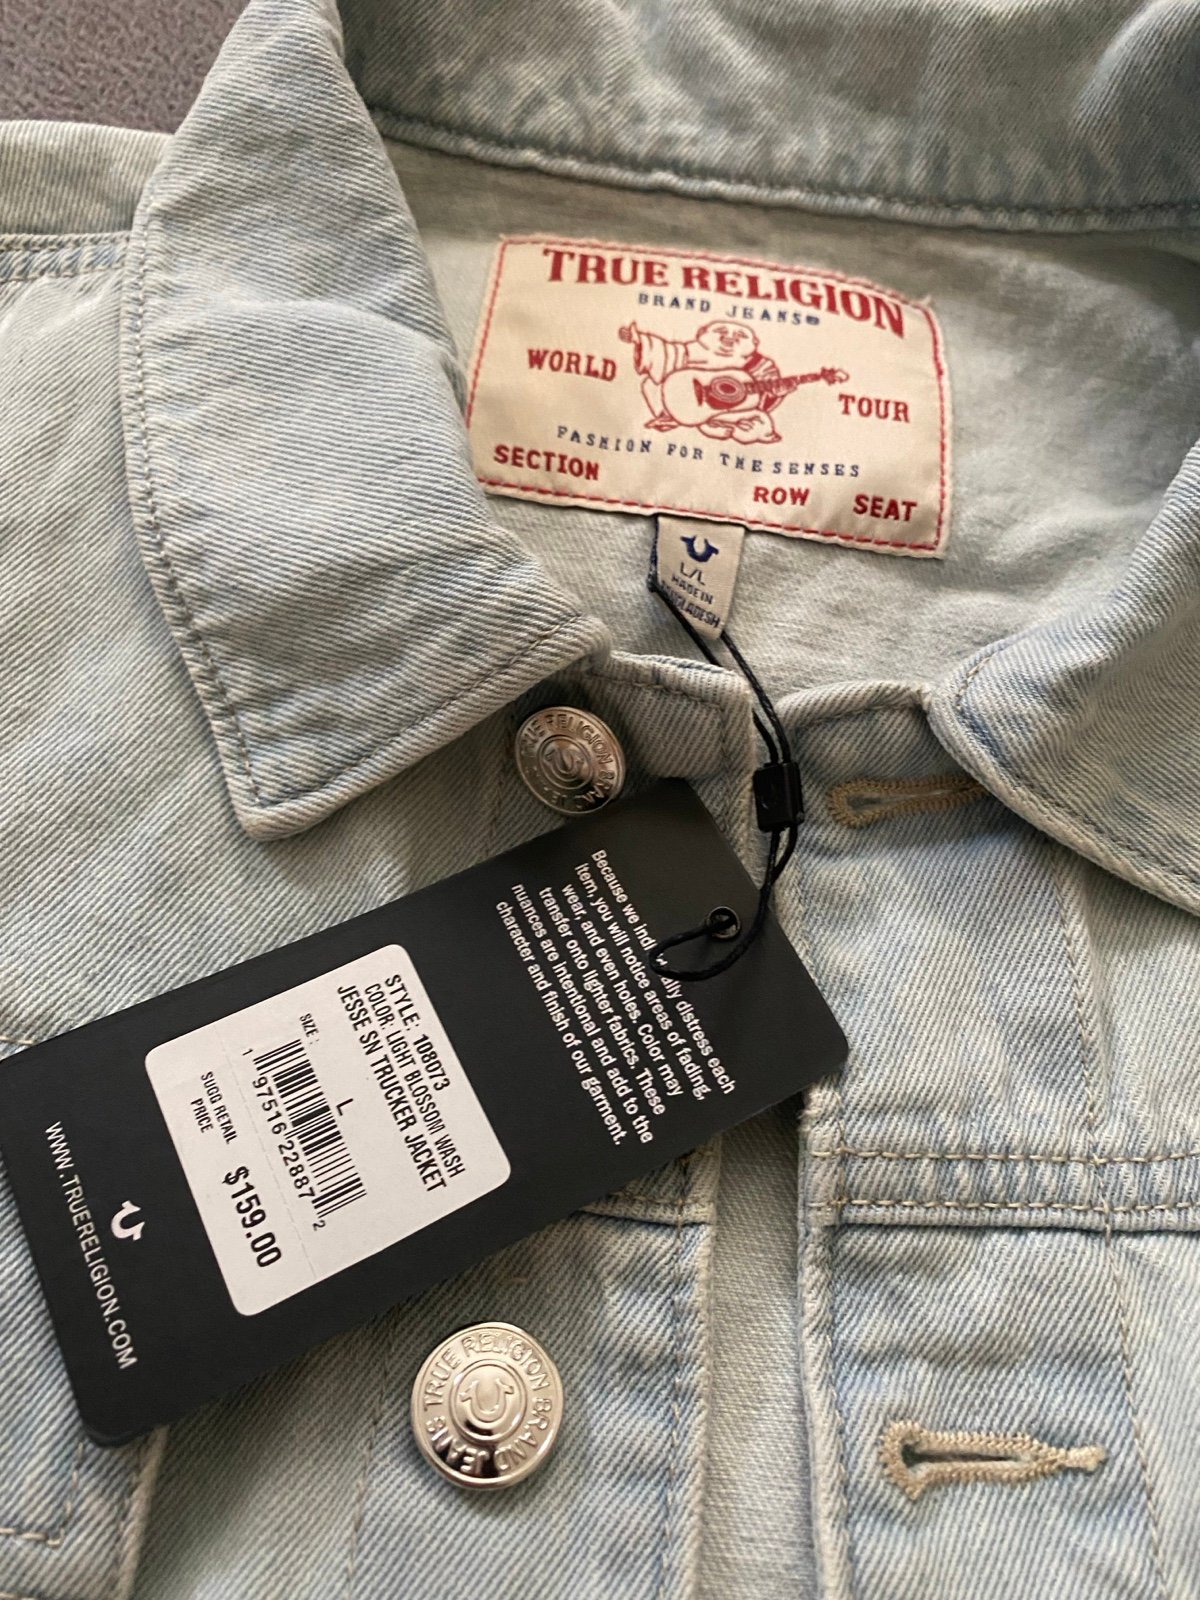 TRUE RELIGION
BRAND JEANS®
WORLD
TOUR
FASHION FOR THE SENSES
SECTION ROW SEAT
L/L
MADE IN
BANGLADESH
TRUE RELIGION BRAND JEANS
Because we distress each
item, you will notice areas of fading,
wear, and even holes. Color may
transfer onto lighter fabrics. These
nuances are intentional and add to the
character and finish of our garment.
STYLE: 108073
COLOR: LIGHT BLOSSOM WASH
JESSE SN TRUCKER JACKET
SIZE: L
1 97516 22887 2
SUGG RETAIL
PRICE $159.00
WWW.TRUERELIGION.COM
TRUE RELIGION BRAND JEANS